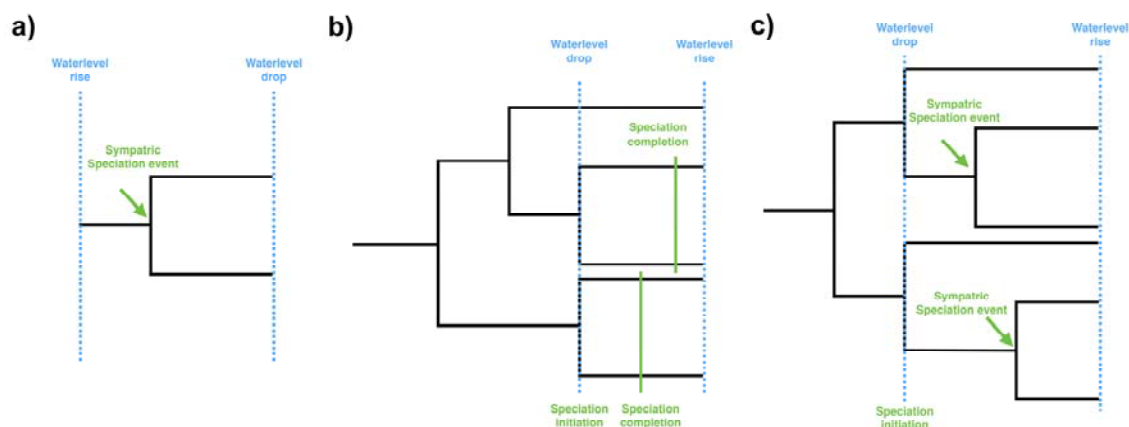 a)
Waterlevel
rise
Waterlevel
drop
Sympatric
Speciation event
b)
Waterlevel
drop
Waterlevel
rise
Speciation
completion
Speciation
initiation
Speciation
completion
c)
Waterlevel
drop
Waterlevel
rise
Sympatric
Speciation event
Sympatric
Speciation event
Speciation
initiation